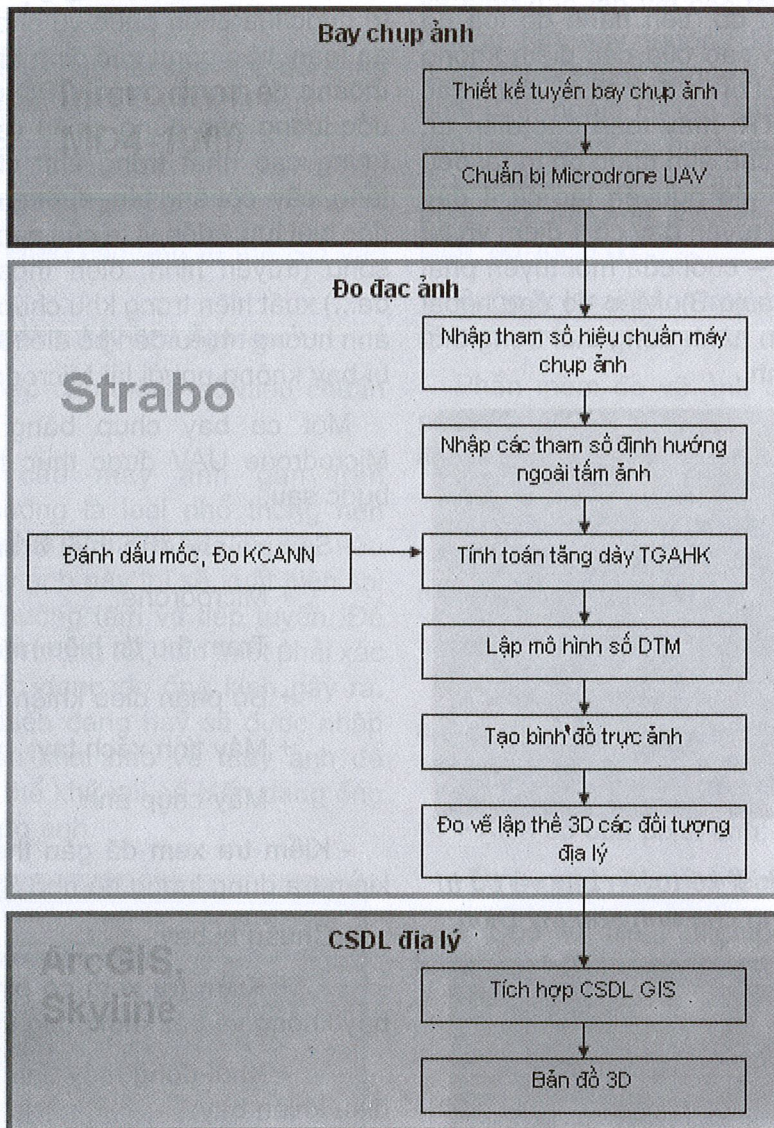 Bay chụp ảnh
Microdrone
MD4-1000
Thiết kế tuyến bay chụp ảnh
Chuẩn bị Microdrone UAV
Đo đạc ảnh
Strabo
Nhập tham số hiệu chuẩn máy
chụp ảnh
Nhập các tham số định hướng
ngoài tấm ảnh
Đánh dấu mốc, Đo KCANN
Tính toán tăng dày TGAHK
Lập mô hình số DTM
Tạo bình đồ trực ảnh
Đo vẽ lập thể 3D các đối tượng
địa lý
CSDL địa lý
ArcGIS,
Skyline
Tích hợp CSDL GIS
Bản đồ 3D